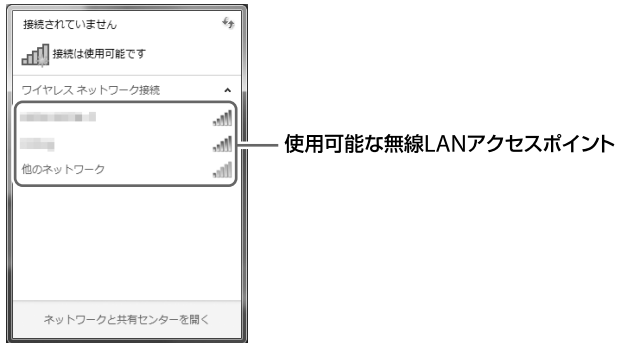 接続されていません
接続は使用可能です
ワイヤレス ネットワーク接続
他のネットワーク
使用可能な無線LANアクセスポイント
ネットワークと共有センターを開く